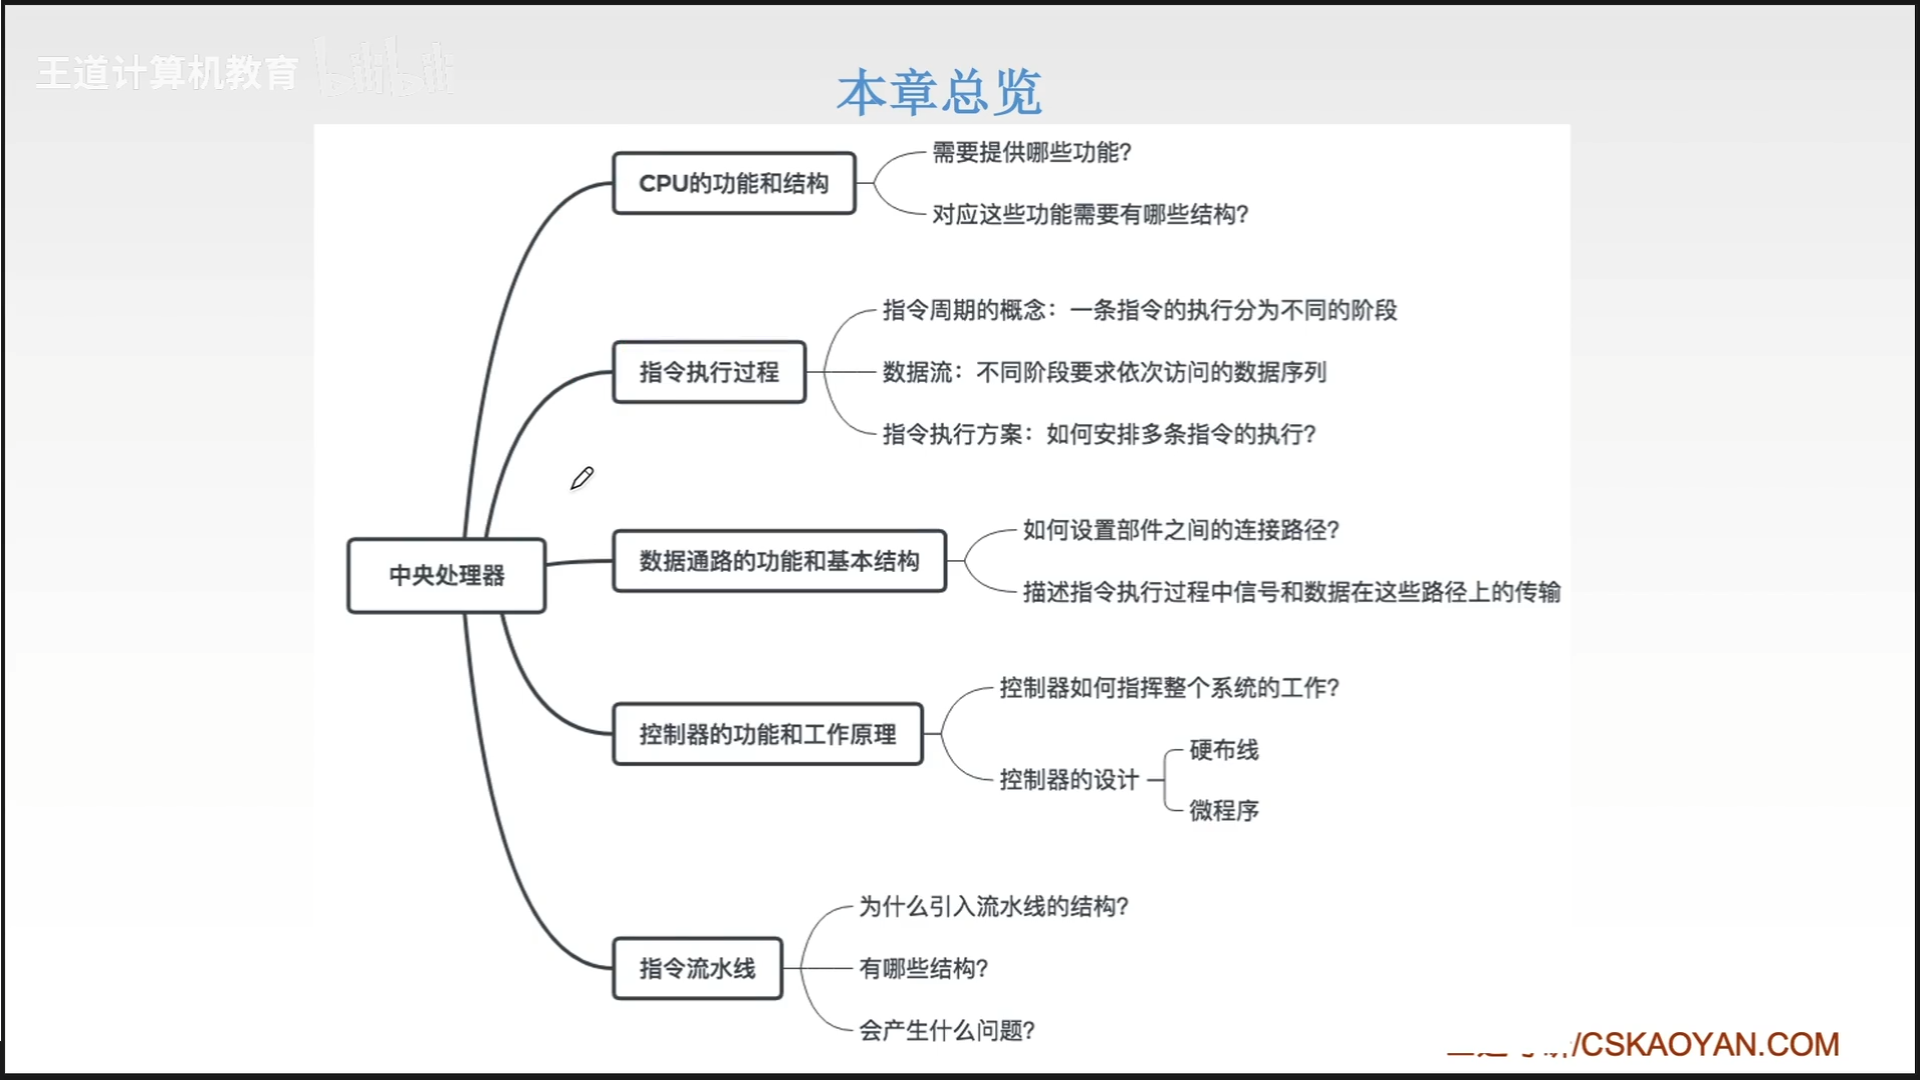 王道计算机教育 bilibili
本章总览
CPU的功能和结构
需要提供哪些功能?
对应这些功能需要有哪些结构?
指令执行过程
指令周期的概念：一条指令的执行分为不同的阶段
数据流：不同阶段要求依次访问的数据序列
指令执行方案：如何安排多条指令的执行?
中央处理器
数据通路的功能和基本结构
如何设置部件之间的连接路径?
描述指令执行过程中信号和数据在这些路径上的传输
控制器的功能和工作原理
控制器如何指挥整个系统的工作?
控制器的设计
硬布线
微程序
指令流水线
为什么引入流水线的结构?
有哪些结构?
会产生什么问题?
/CSKAOYAN.COM